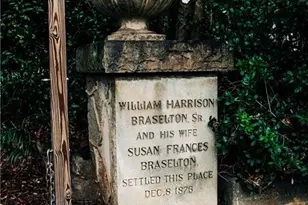 WILLIAM HARRISON
BRASELTON, SR.
AND HIS WIFE
SUSAN FRANCES
BRASELTON,
SETTLED THIS PLACE
DEC. 8 1876